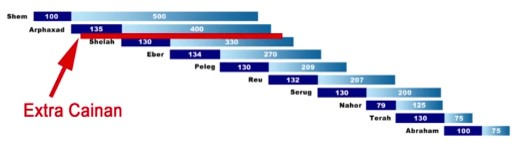 Shem 100 500
Arphaxad 135 400
Shelah 130 330
Eber 134 270
Peleg 130 209
Reu 132 207
Serug 130 200
Nahor 79 125
Terah 130 75
Abraham 100 75
Extra Cainan